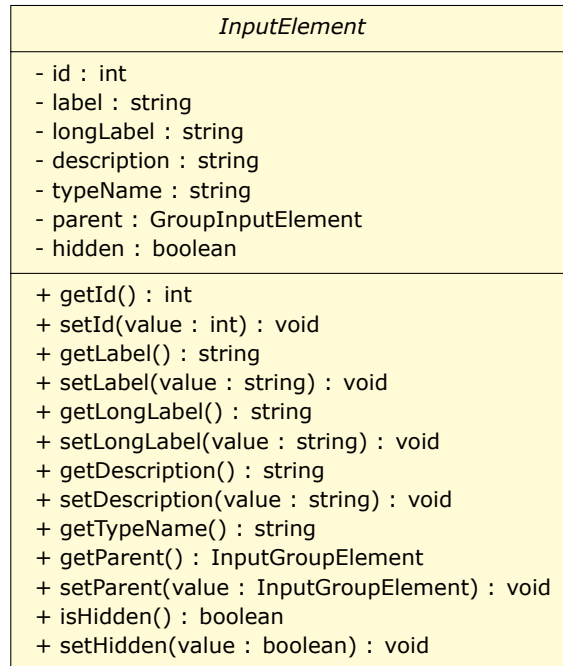 InputElement
- id : int
- label : string
- longLabel : string
- description : string
- typeName : string
- parent : GroupInputElement
- hidden : boolean
+ getId() : int
+ setId(value : int) : void
+ getLabel() : string
+ setLabel(value : string) : void
+ getLongLabel() : string
+ setLongLabel(value : string) : void
+ getDescription() : string
+ setDescription(value : string) : void
+ getTypeName() : string
+ getParent() : InputGroupElement
+ setParent(value : InputGroupElement) : void
+ isHidden() : boolean
+ setHidden(value : boolean) : void